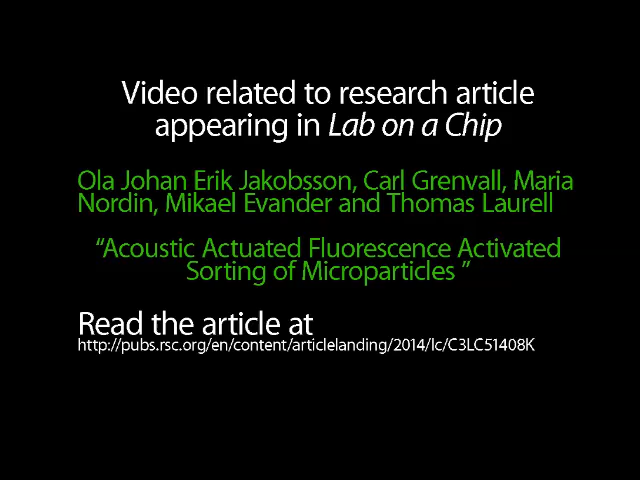 Video related to research article
appearing in Lab on a Chip
Ola Johan Erik Jakobsson, Carl Grenvall, Maria
Nordin, Mikael Evander and Thomas Laurell
“Acoustic Actuated Fluorescence Activated
Sorting of Microparticles ”
Read the article at
http://pubs.rsc.org/en/content/articlelanding/2014/lc/C3LC51408K